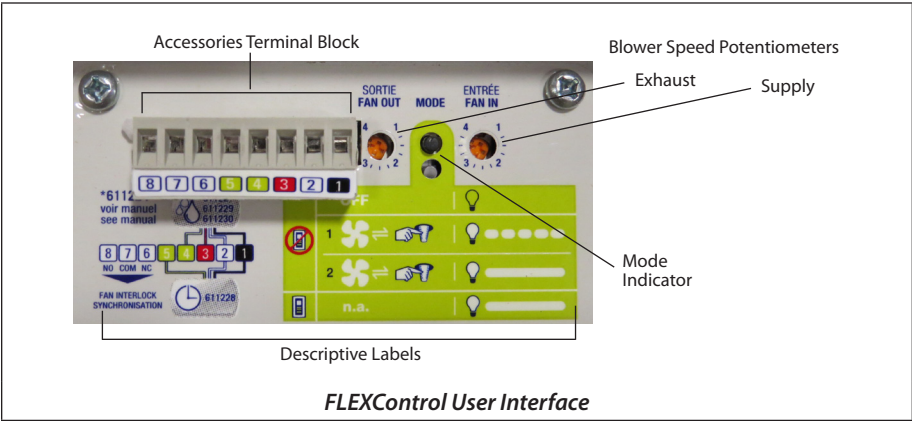 Accessories Terminal Block
Blower Speed Potentiometers
Exhaust
Supply
SORTIE
FAN OUT
MODE
ENTRÉE
FAN IN
4 1
3 2
4 1
3 2
8 7 6 5 4 3 2 1
voir manuel
see manual
611229
611230
OFF
1
2
n.a.
8 7 6 5 4 3 2 1
NO COM NC
FAN INTERLOCK
SYNCHRONISATION
611228
Mode
Indicator
Descriptive Labels
FLEXControl User Interface